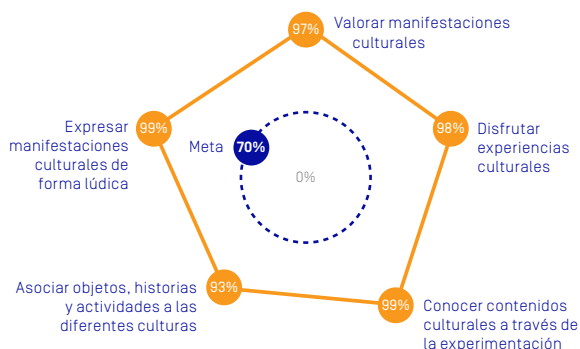 97%
Valorar manifestaciones
culturales
99%
Expresar
manifestaciones
culturales de
forma lúdica
Meta
70%
0%
98%
Disfrutar
experiencias
culturales
93%
Asociar objetos, historias
y actividades a las
diferentes culturas
99%
Conocer contenidos
culturales a través de
la experimentación